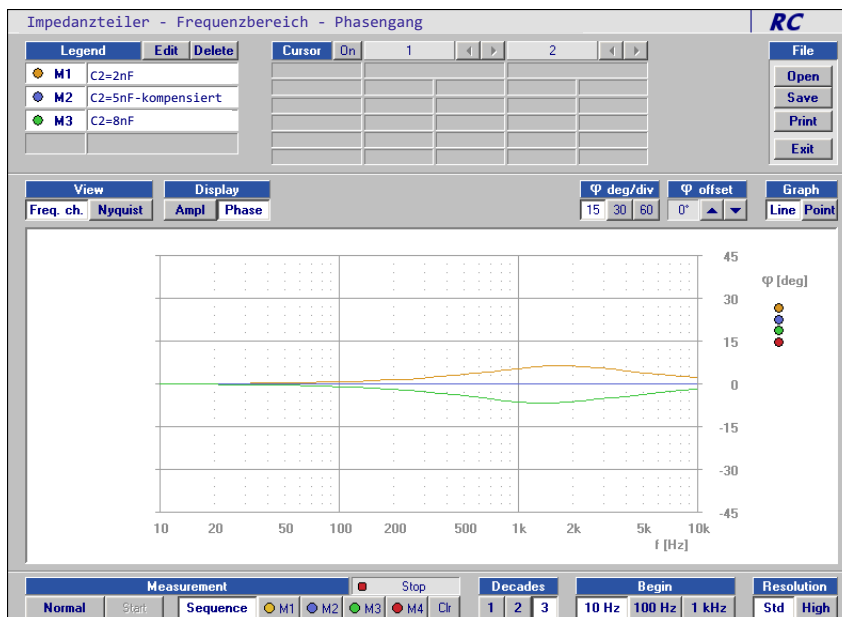 Impedanzteiler - Frequenzbereich - Phasengang RC
Legend Edit Delete Cursor On 1 2 File
M1 C2=2nF
M2 C2=5nF-kompensiert
M3 C2=8nF
Open
Save
Print
Exit
View Display φ deg/div φ offset Graph
Freq. ch. Nyquist Ampl Phase 15 30 60 0° Line Point
45
φ [deg]
30
15
0
-15
-30
-45
10 20 50 100 200 500 1k 2k 5k 10k
f [Hz]
Measurement Stop Decades Begin Resolution
Normal Start Sequence M1 M2 M3 M4 Clr 1 2 3 10 Hz 100 Hz 1 kHz Std High